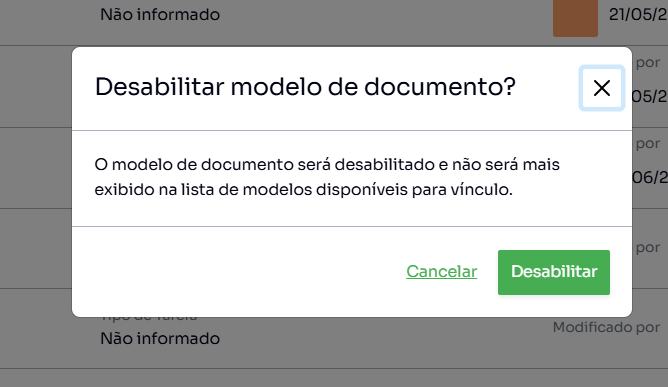 Não informado
21/05/2
Desabilitar modelo de documento?
por
05/2
O modelo de documento será desabilitado e não será mais
exibido na lista de modelos disponíveis para vínculo.
por
06/2
por
Cancelar
Desabilitar
Tipo de Tarefa
Não informado
Modificado por